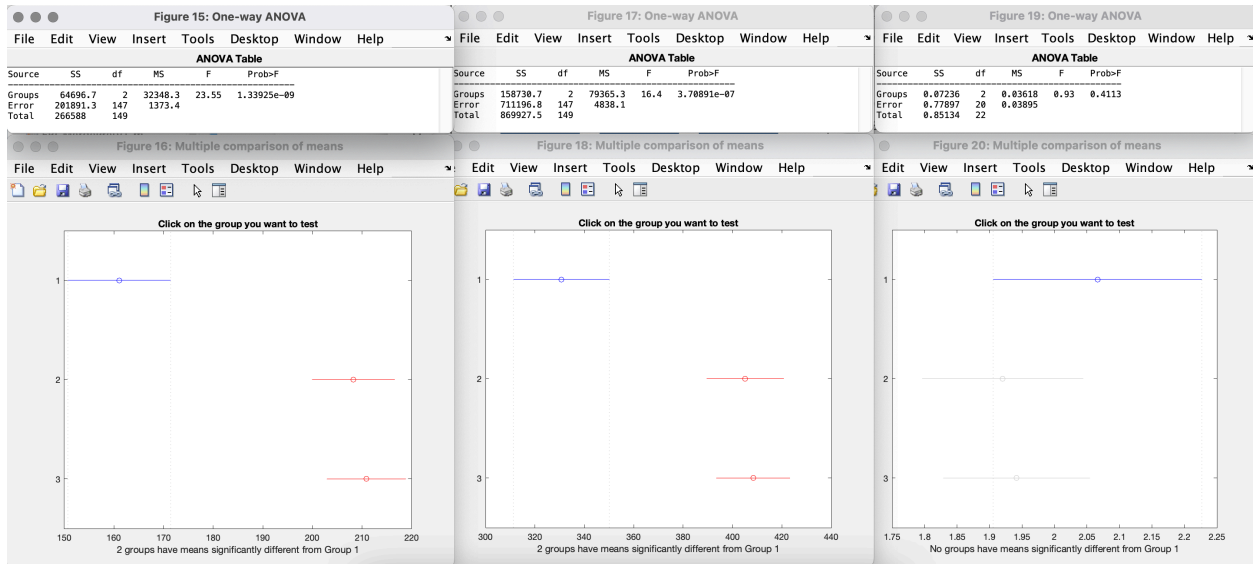 Figure 15: One-way ANOVA
File Edit View Insert Tools Desktop Window Help
ANOVA Table
Source SS df MS F Prob>F
Groups 64696.7 2 32348.3 23.55 1.33925e-09
Error 201891.3 147 1373.4
Total 266588 149
Figure 16: Multiple comparison of means
File Edit View Insert Tools Desktop Window Help
Click on the group you want to test
1
2
3
150 160 170 180 190 200 210 220
2 groups have means significantly different from Group 1
Figure 17: One-way ANOVA
File Edit View Insert Tools Desktop Window Help
ANOVA Table
Source SS df MS F Prob>F
Groups 158730.7 2 79365.3 16.4 3.70891e-07
Error 711196.8 147 4838.1
Total 869927.5 149
Figure 18: Multiple comparison of means
Edit View Insert Tools Desktop Window Help
Click on the group you want to test
1
2
3
300 320 340 360 380 400 420 440
2 groups have means significantly different from Group 1
Figure 19: One-way ANOVA
File Edit View Insert Tools Desktop Window Help
ANOVA Table
Source SS df MS F Prob>F
Groups 0.07236 2 0.03618 0.93 0.4113
Error 0.77897 20 0.03895
Total 0.85134 22
Figure 20: Multiple comparison of means
Edit View Insert Tools Desktop Window Help
Click on the group you want to test
1
2
3
1.75 1.8 1.85 1.9 1.95 2 2.05 2.1 2.15 2.2 2.25
No groups have means significantly different from Group 1